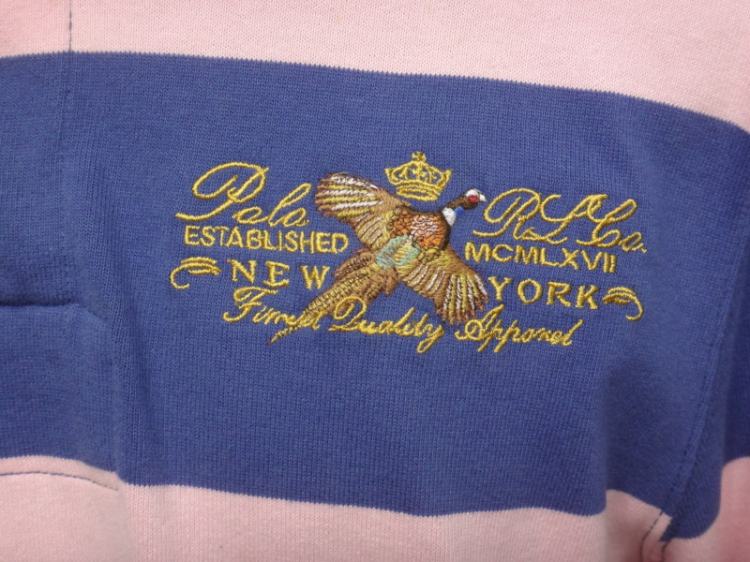 Polo RL Co.
ESTABLISHED MCMLXVII
NEW YORK
Finest Quality Apparel